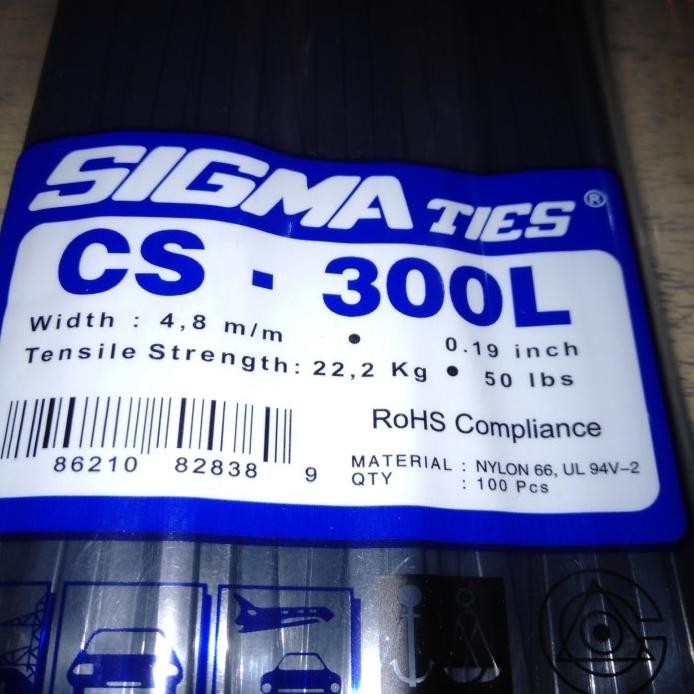 SIGMA TIES ®
CS - 300L
Width : 4,8 m/m • 0.19 inch
Tensile Strength: 22,2 Kg • 50 lbs
RoHS Compliance
86210 82838 9
MATERIAL : NYLON 66, UL 94V-2
QTY : 100 Pcs